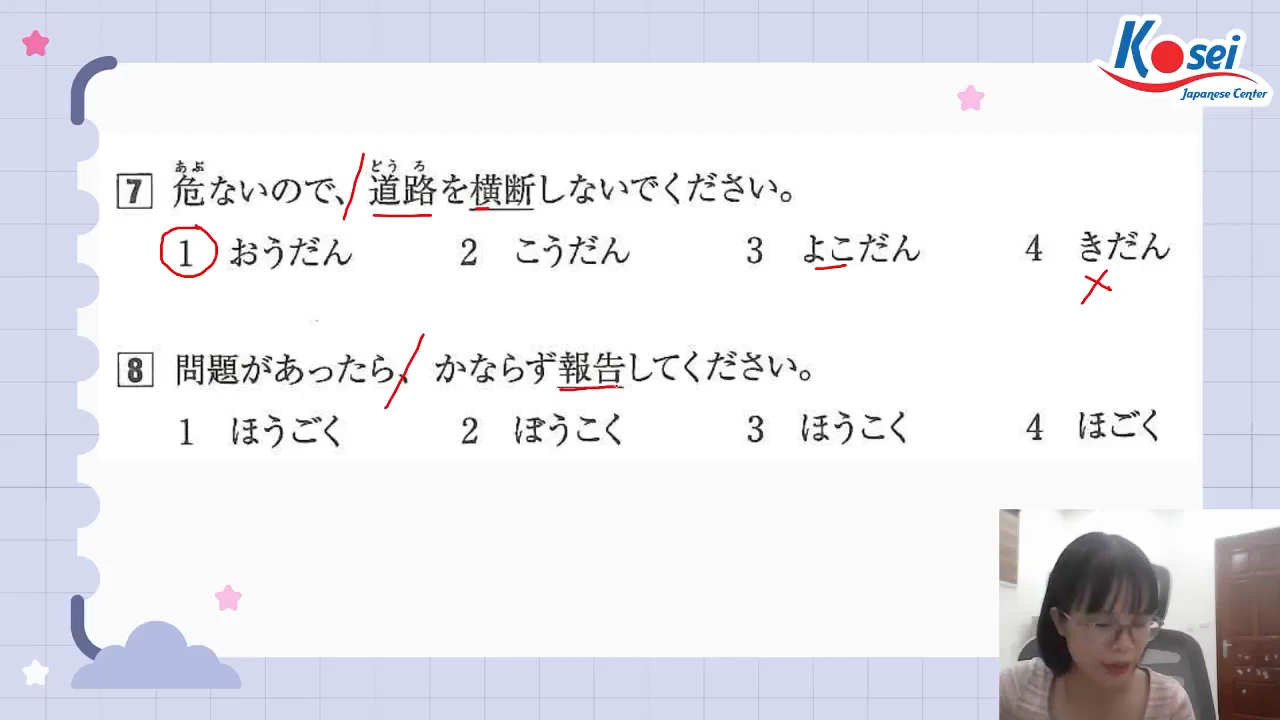 Kosei
Japanese Center
あぶ どうろ
7 危ないので、道路を横断しないでください。
1 おうだん 2 こうだん 3 よこだん 4 きだん
8 問題があったら、かならず報告してください。
1 ほうごく 2 ぼうこく 3 ほうこく 4 ほごく